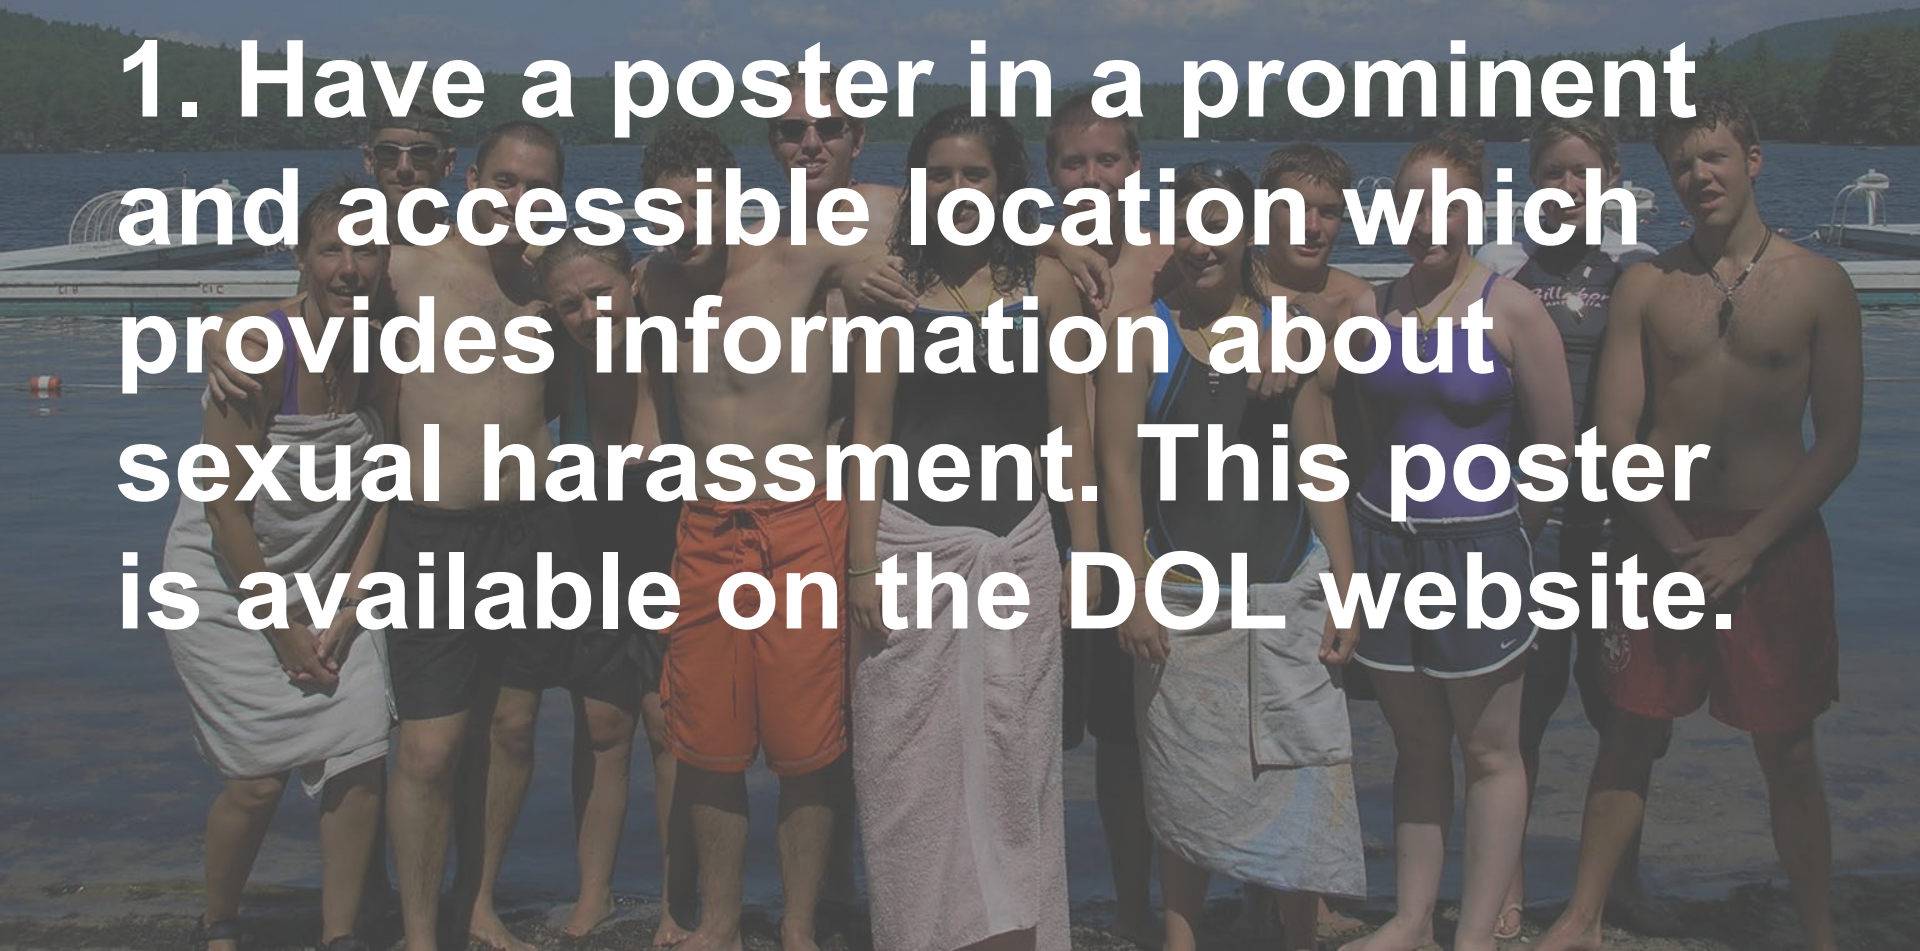 1. Have a poster in a prominent
and accessible location which
provides information about
sexual harassment. This poster
is available on the DOL website.
Billabong